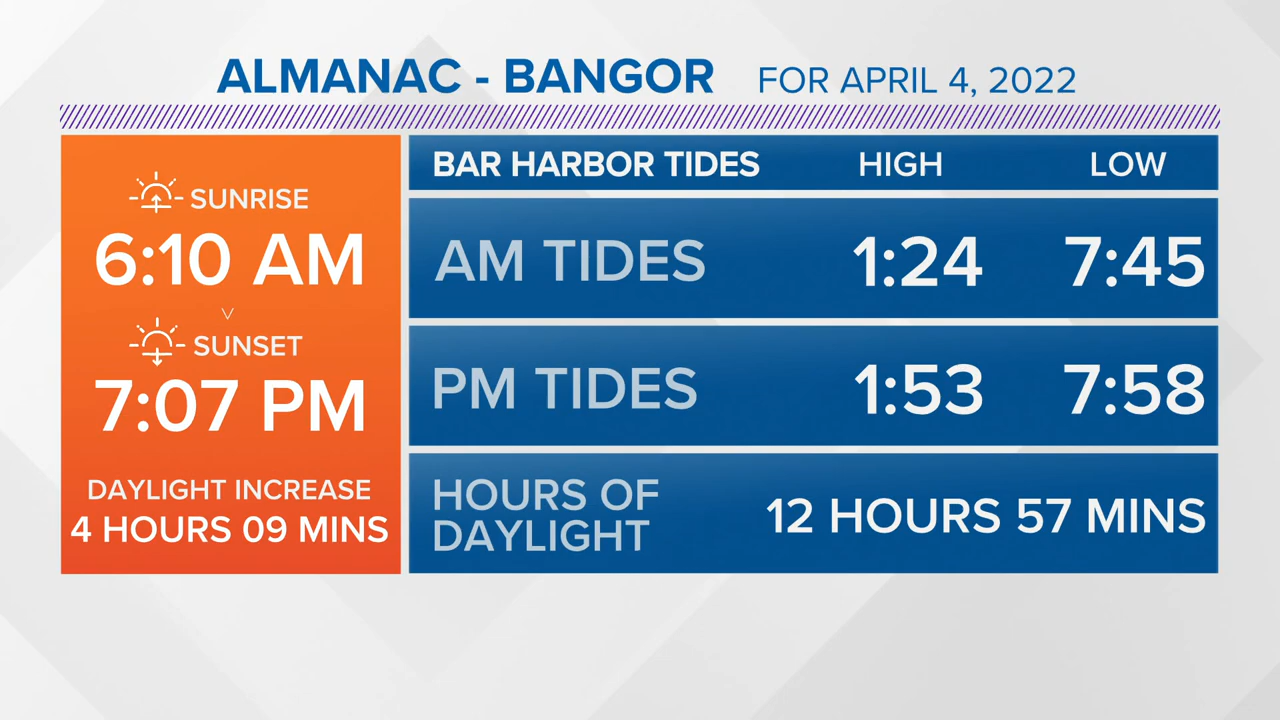 ALMANAC - BANGOR FOR APRIL 4, 2022
SUNRISE
6:10 AM
SUNSET
7:07 PM
DAYLIGHT INCREASE
4 HOURS 09 MINS
BAR HARBOR TIDES HIGH LOW
AM TIDES 1:24 7:45
PM TIDES 1:53 7:58
HOURS OF
DAYLIGHT 12 HOURS 57 MINS